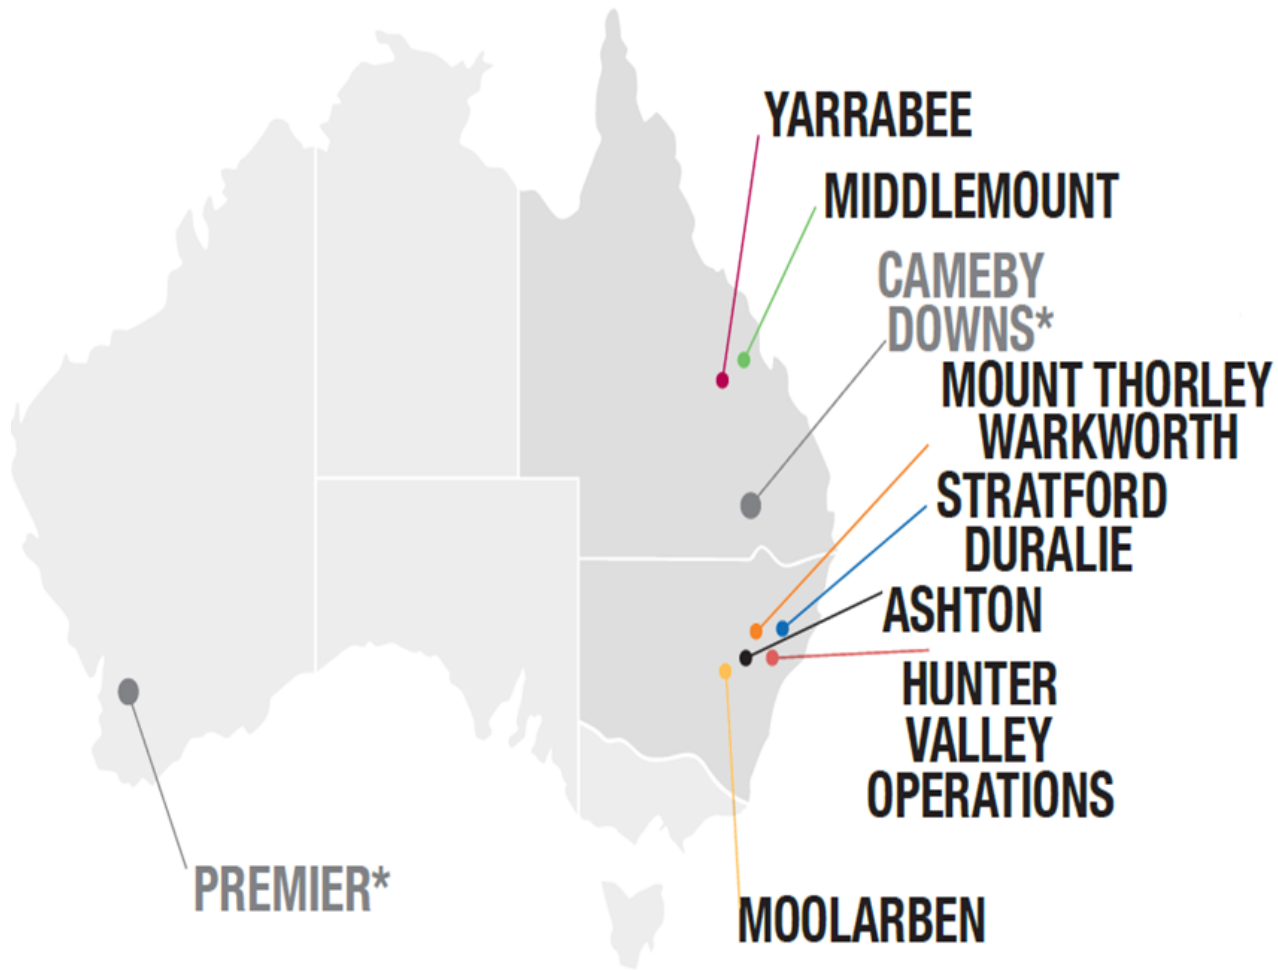 YARRABEE
MIDDLEMOUNT
CAMEBY
DOWNS*
MOUNT THORLEY
WARKWORTH
STRATFORD
DURALIE
ASHTON
HUNTER
VALLEY
OPERATIONS
PREMIER*
MOOLARBEN